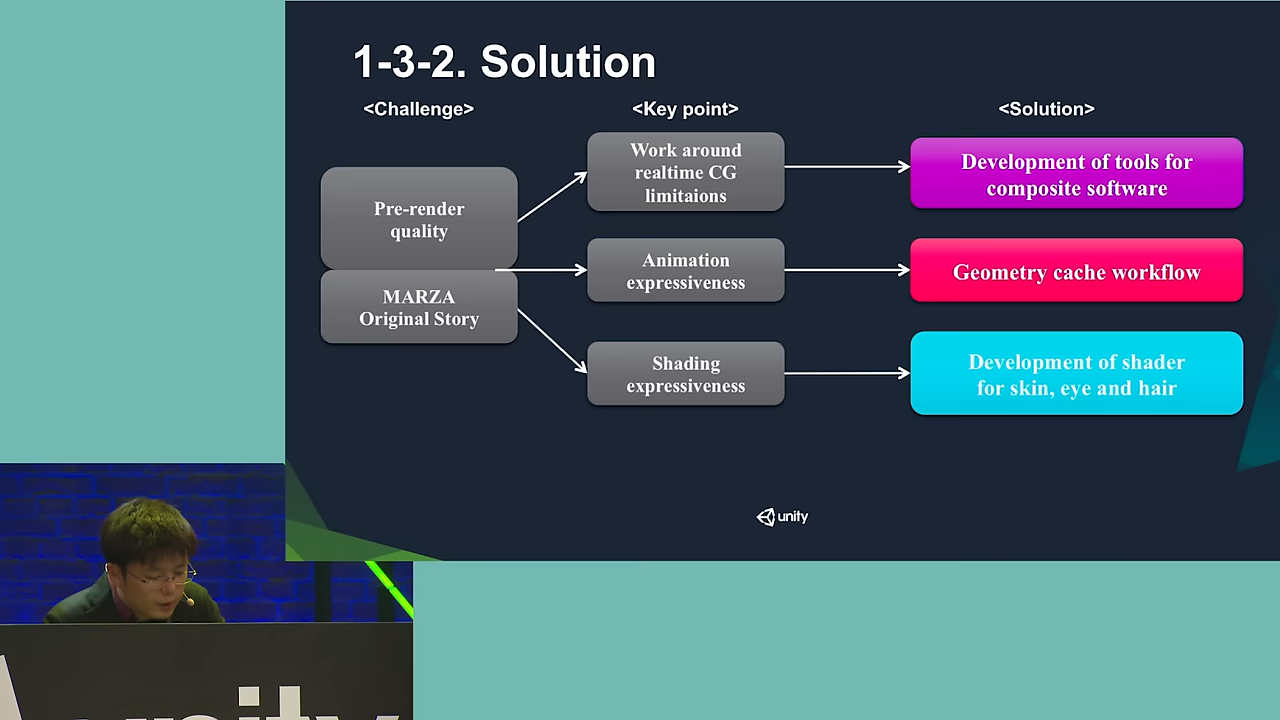 1-3-2. Solution
<Challenge>
<Key point>
<Solution>
Pre-render
quality
MARZA
Original Story
Work around
realtime CG
limitaions
Animation
expressiveness
Shading
expressiveness
Development of tools for
composite software
Geometry cache workflow
Development of shader
for skin, eye and hair
unity
unity